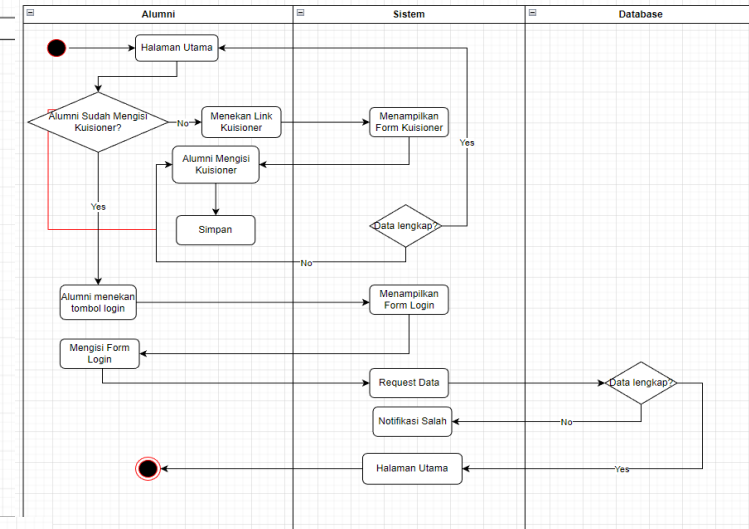 Alumni
Sistem
Database
Halaman Utama
Alumni Sudah Mengisi
Kuisioner?
No
Menekan Link
Kuisioner
Menampilkan
Form Kuisioner
Yes
Alumni Mengisi
Kuisioner
Yes
Simpan
Data lengkap?
No
Alumni menekan
tombol login
Menampilkan
Form Login
Mengisi Form
Login
Request Data
Data lengkap?
Notifikasi Salah
No
Halaman Utama
Yes